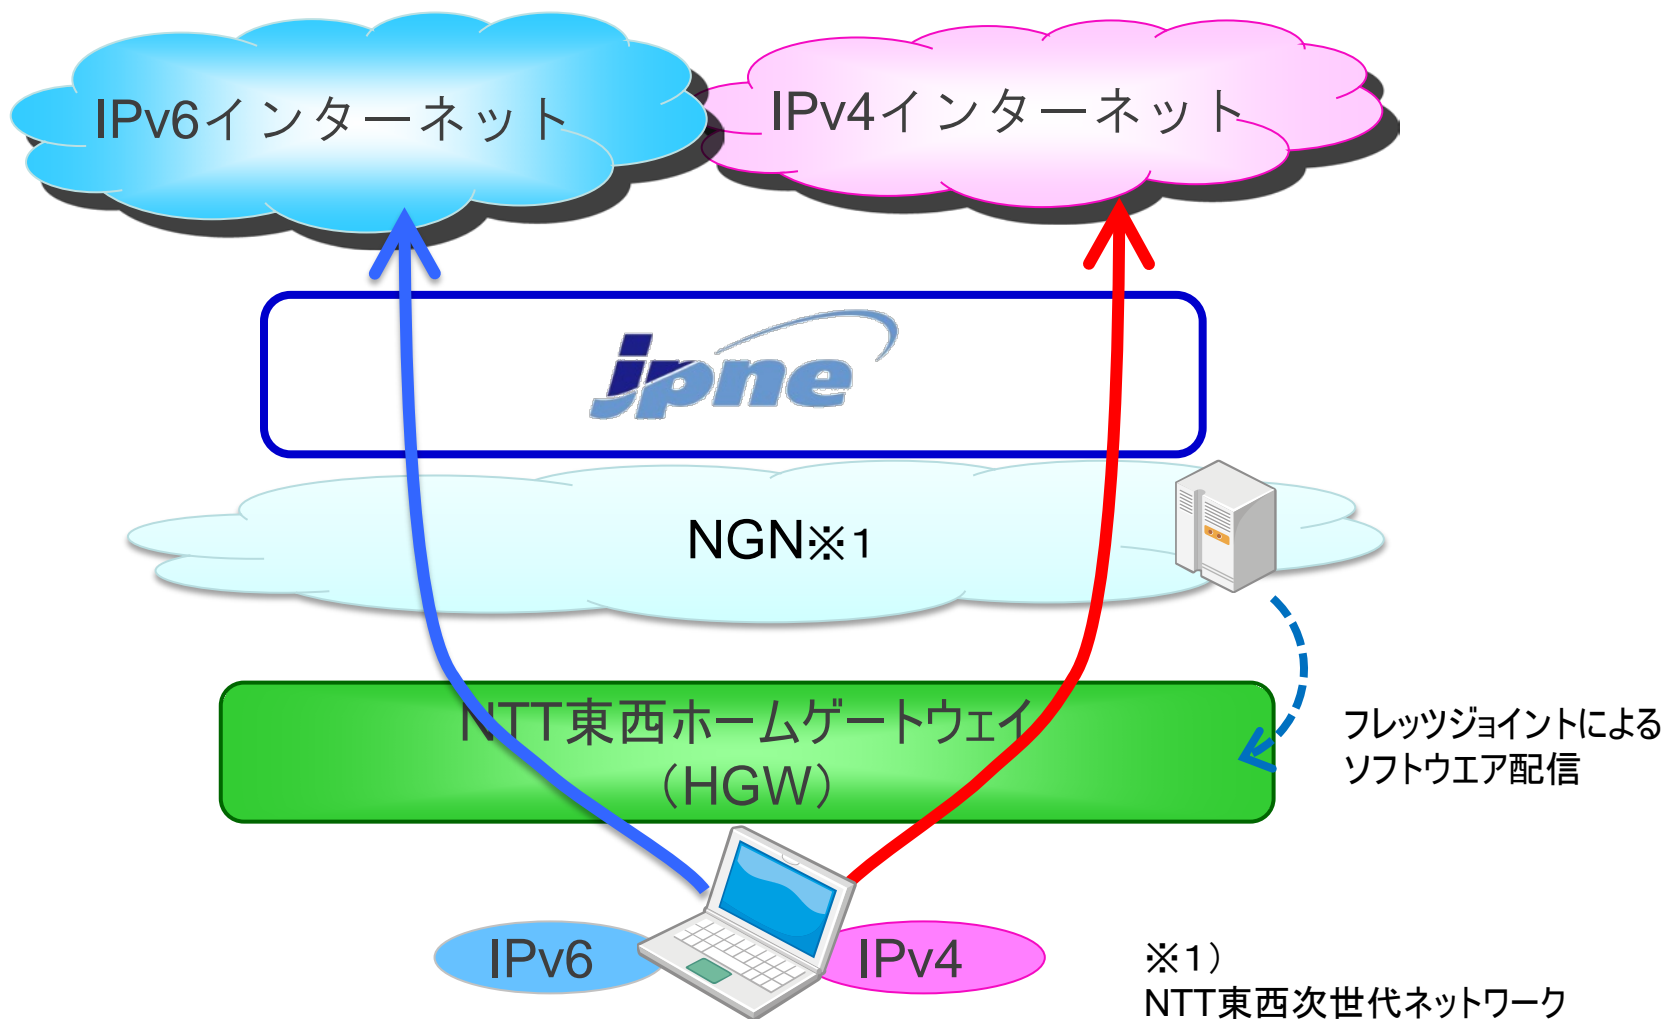 IPv6インターネット
IPv4インターネット
jpne
NGN※1
NTT東西ホームゲートウェイ
（HGW）
フレッツジョイントによる
ソフトウエア配信
IPv6
IPv4
※1）
NTT東西次世代ネットワーク